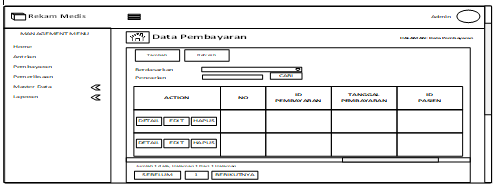 Rekam Medis
Admin
MANAGEMENT MENU
Home
Antrian
Pembayaran
Pemeriksaan
Master Data
Laporan
Data Pembayaran
HALAMAN: Data Pembayaran
Tambah
Refresh
Berdasarkan
Pencarian
CARI
ACTION
NO
ID PEMBAYARAN
TANGGAL PEMBAYARAN
ID PASIEN
DETAIL EDIT HAPUS
DETAIL EDIT HAPUS
SEBELUM 1 BERIKUTNYA